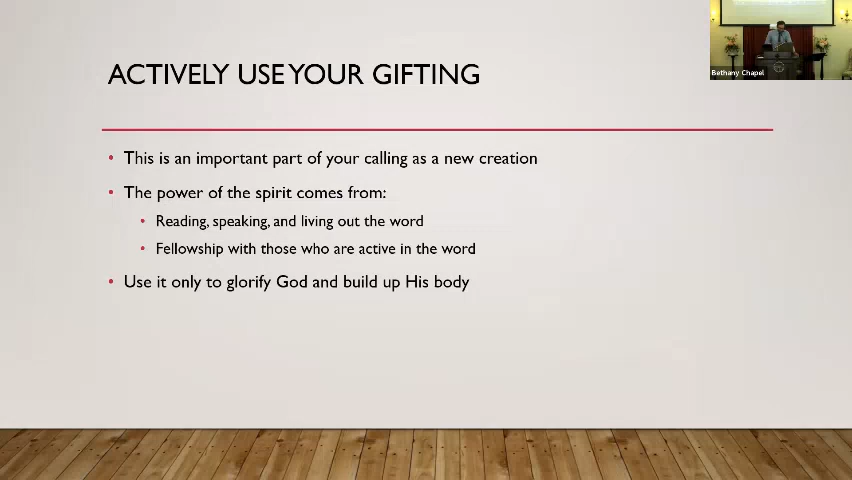 ACTIVELY USE YOUR GIFTING
Bethany Chapel
• This is an important part of your calling as a new creation
• The power of the spirit comes from:
• Reading, speaking, and living out the word
• Fellowship with those who are active in the word
• Use it only to glorify God and build up His body